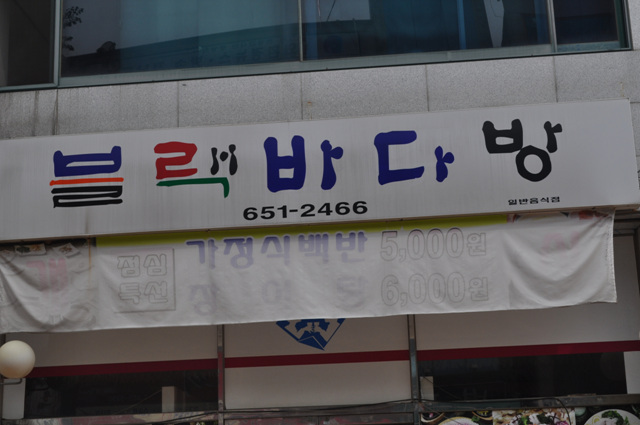 블랙바다방
651-2466
일반음식점
점심 가정식백반 5,000원
특선 6,000원